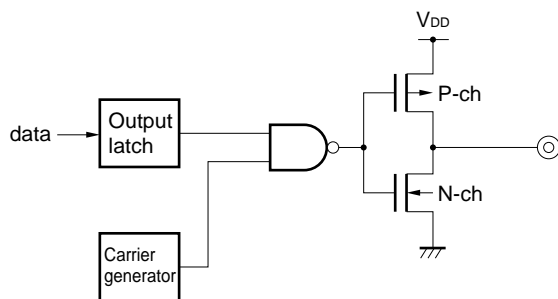 VDD
P-ch
data
Output
latch
N-ch
Carrier
generator